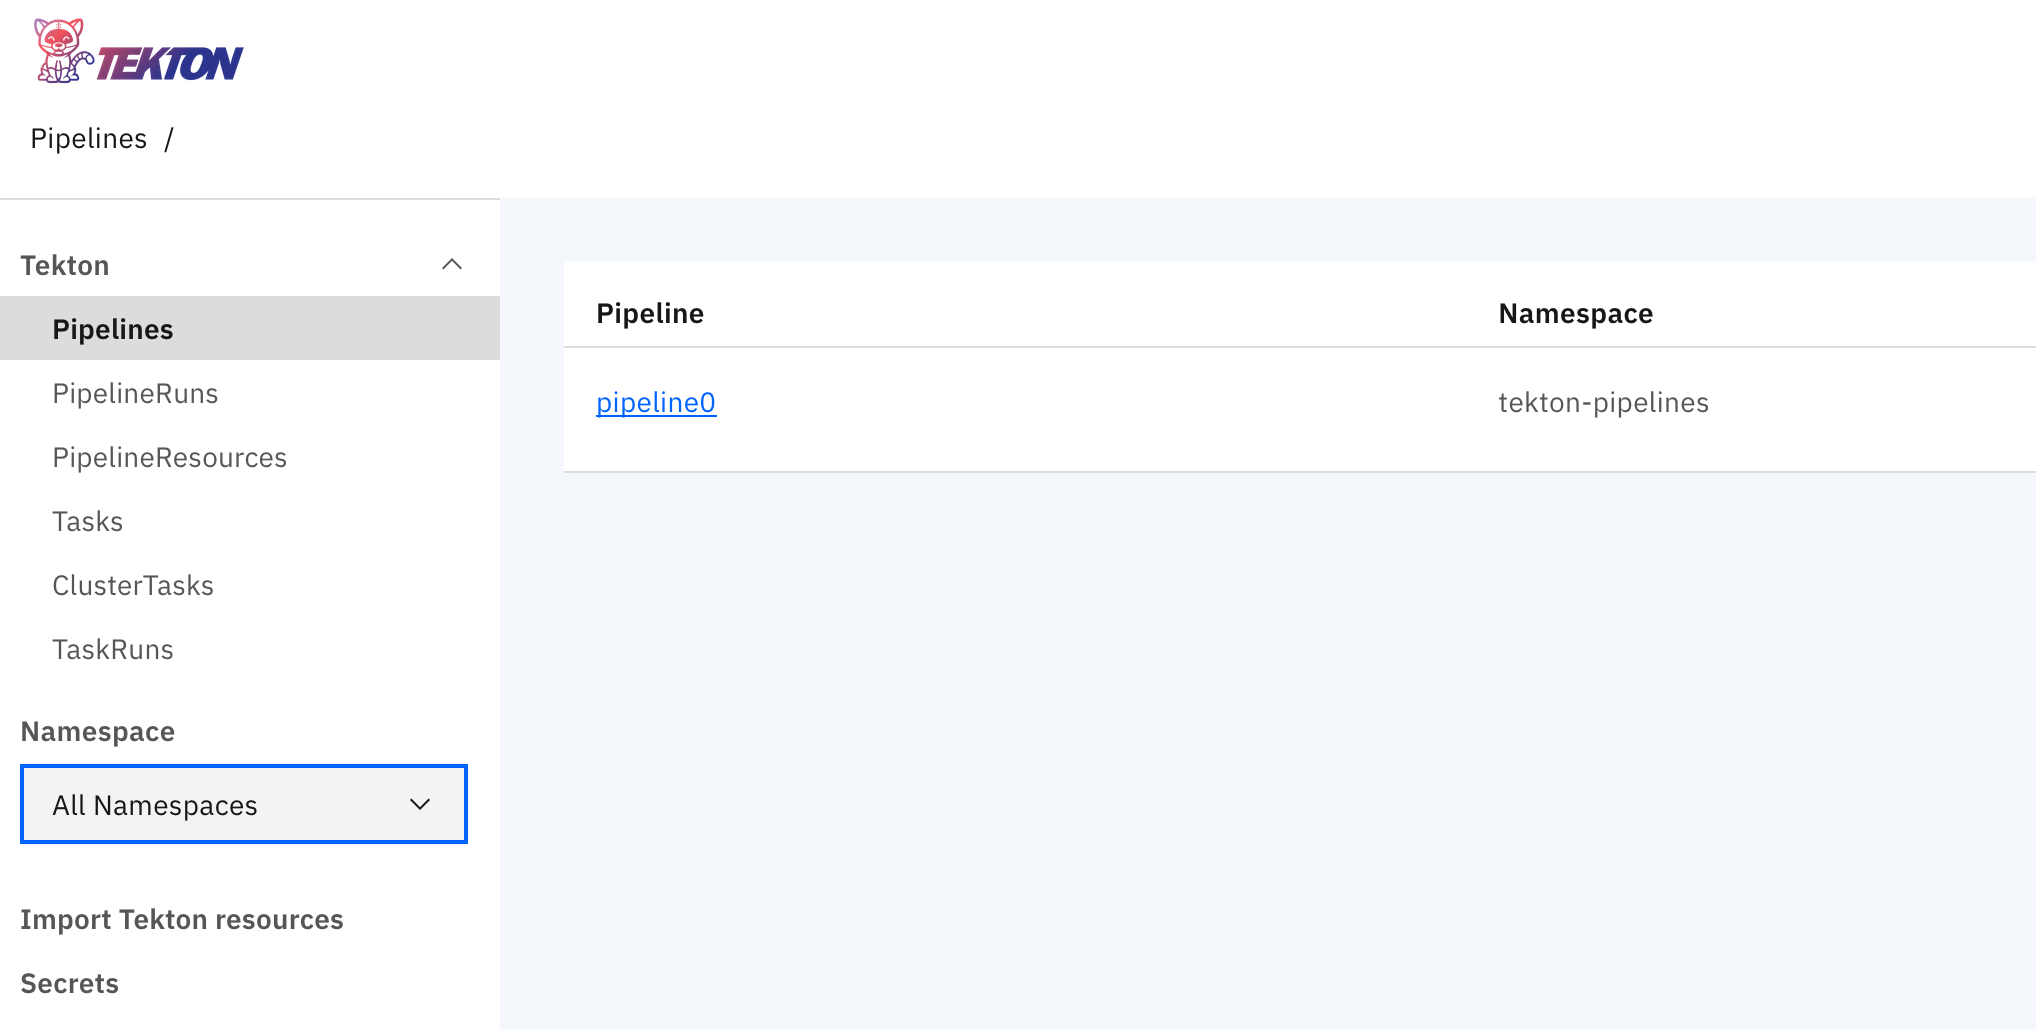 TEKTON
Pipelines /
Tekton
Pipelines
PipelineRuns
PipelineResources
Tasks
ClusterTasks
TaskRuns
Namespace
All Namespaces
Import Tekton resources
Secrets
Pipeline Namespace
pipeline0 tekton-pipelines